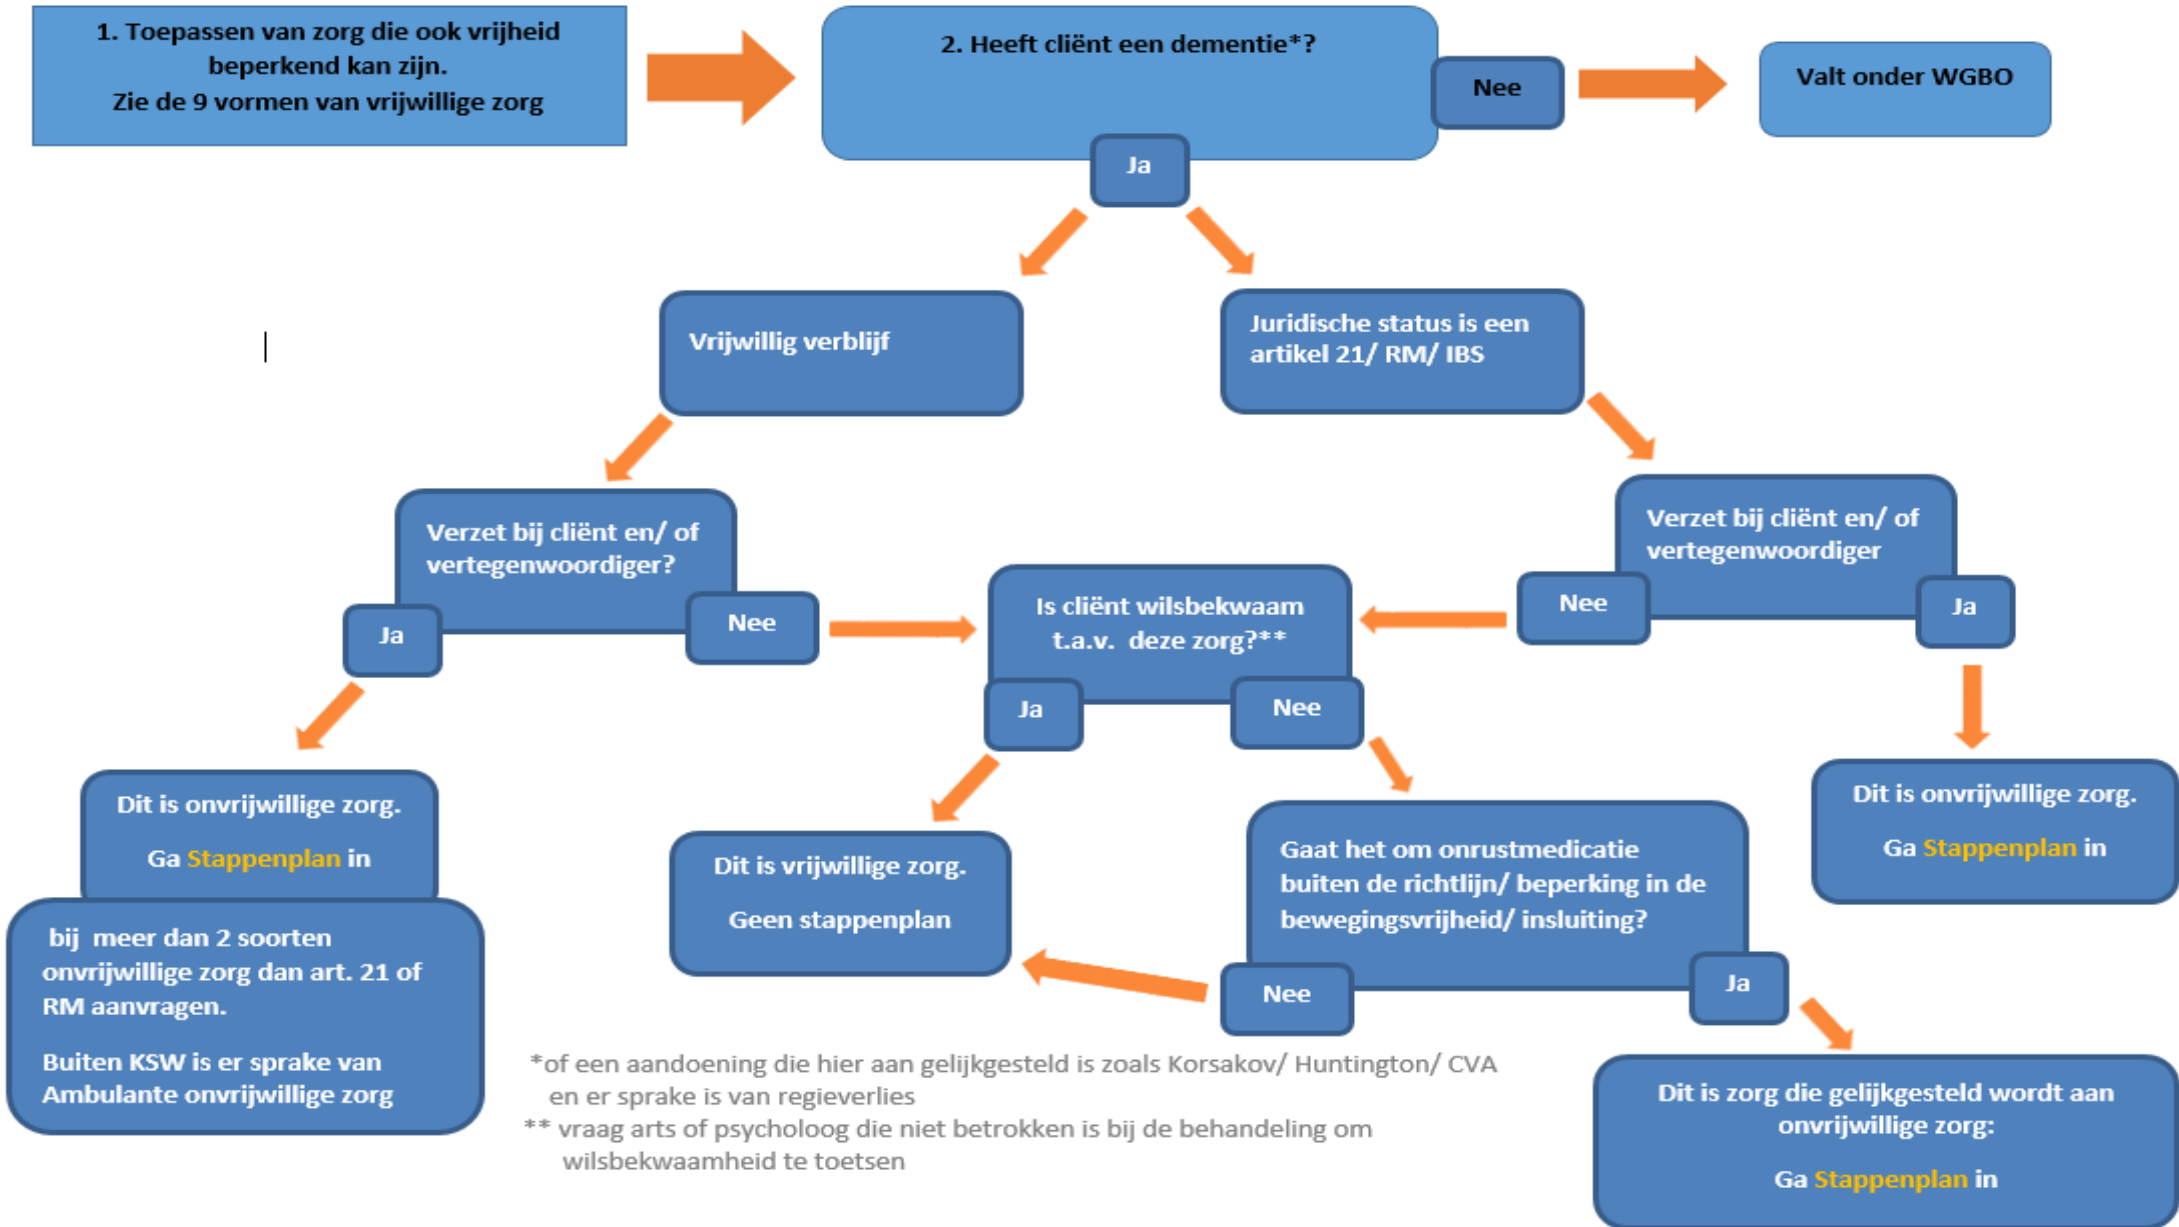 1. Toepassen van zorg die ook vrijheid
beperkend kan zijn.
Zie de 9 vormen van vrijwillige zorg
2. Heeft cliënt een dementie*?
Nee
Valt onder WGBO
Ja
Vrijwillig verblijf
Juridische status is een
artikel 21/ RM/ IBS
Verzet bij cliënt en/ of
vertegenwoordiger?
Ja
Nee
Is cliënt wilsbekwaam
t.a.v. deze zorg?**
Ja
Nee
Verzet bij cliënt en/ of
vertegenwoordiger
Nee
Ja
Dit is onvrijwillige zorg.
Ga Stappenplan in
bij meer dan 2 soorten
onvrijwillige zorg dan art. 21 of
RM aanvragen.
Buiten KSW is er sprake van
Ambulante onvrijwillige zorg
Dit is vrijwillige zorg.
Geen stappenplan
Gaat het om onrustmedicatie
buiten de richtlijn/ beperking in de
bewegingsvrijheid/ insluiting?
Nee
Ja
Dit is onvrijwillige zorg.
Ga Stappenplan in
Dit is zorg die gelijkgesteld wordt aan
onvrijwillige zorg:
Ga Stappenplan in
*of een aandoening die hier aan gelijkgesteld is zoals Korsakov/ Huntington/ CVA
en er sprake is van regieverlies
** vraag arts of psycholoog die niet betrokken is bij de behandeling om
wilsbekwaamheid te toetsen